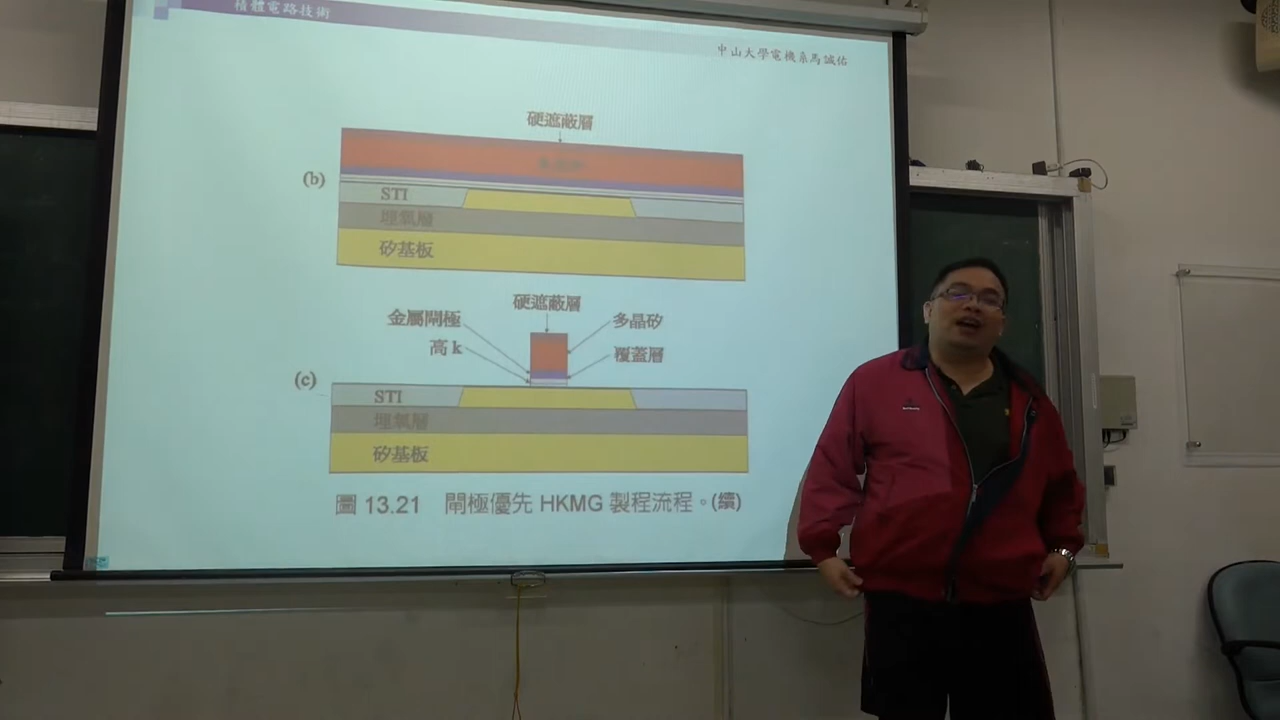 積體電路技術
中山大學電機系馬誠佑
硬遮蔽層
(b)
STI
埋氧層
矽基板
硬遮蔽層
金屬閘極
多晶矽
高 k
覆蓋層
(c)
STI
埋氧層
矽基板
圖 13.21 閘極優先 HKMG 製程流程。(續)